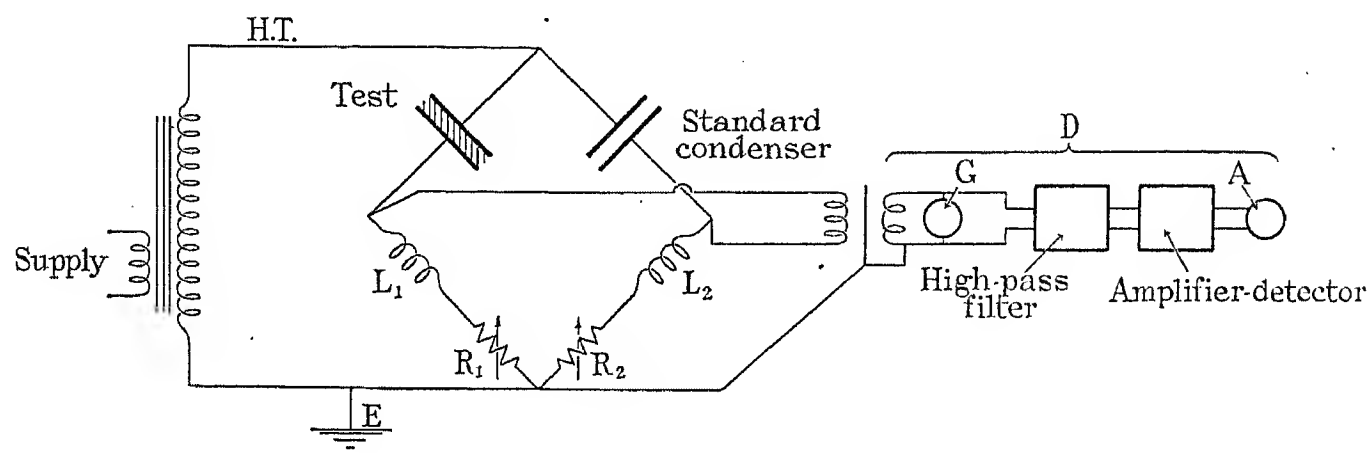 H.T.
Test
Standard
condenser
D
G
A
Supply
L1
L2
High-pass
filter
Amplifier-detector
R1
R2
E